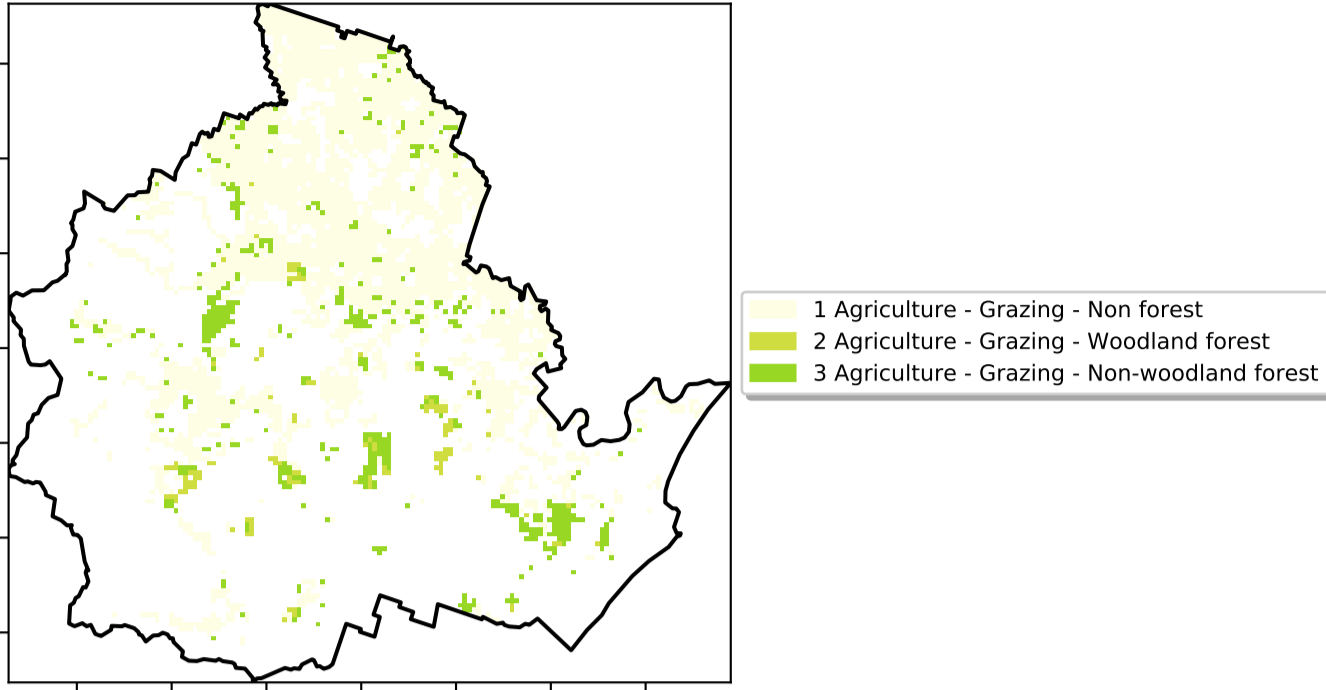 1 Agriculture - Grazing - Non forest
2 Agriculture - Grazing - Woodland forest
3 Agriculture - Grazing - Non-woodland forest